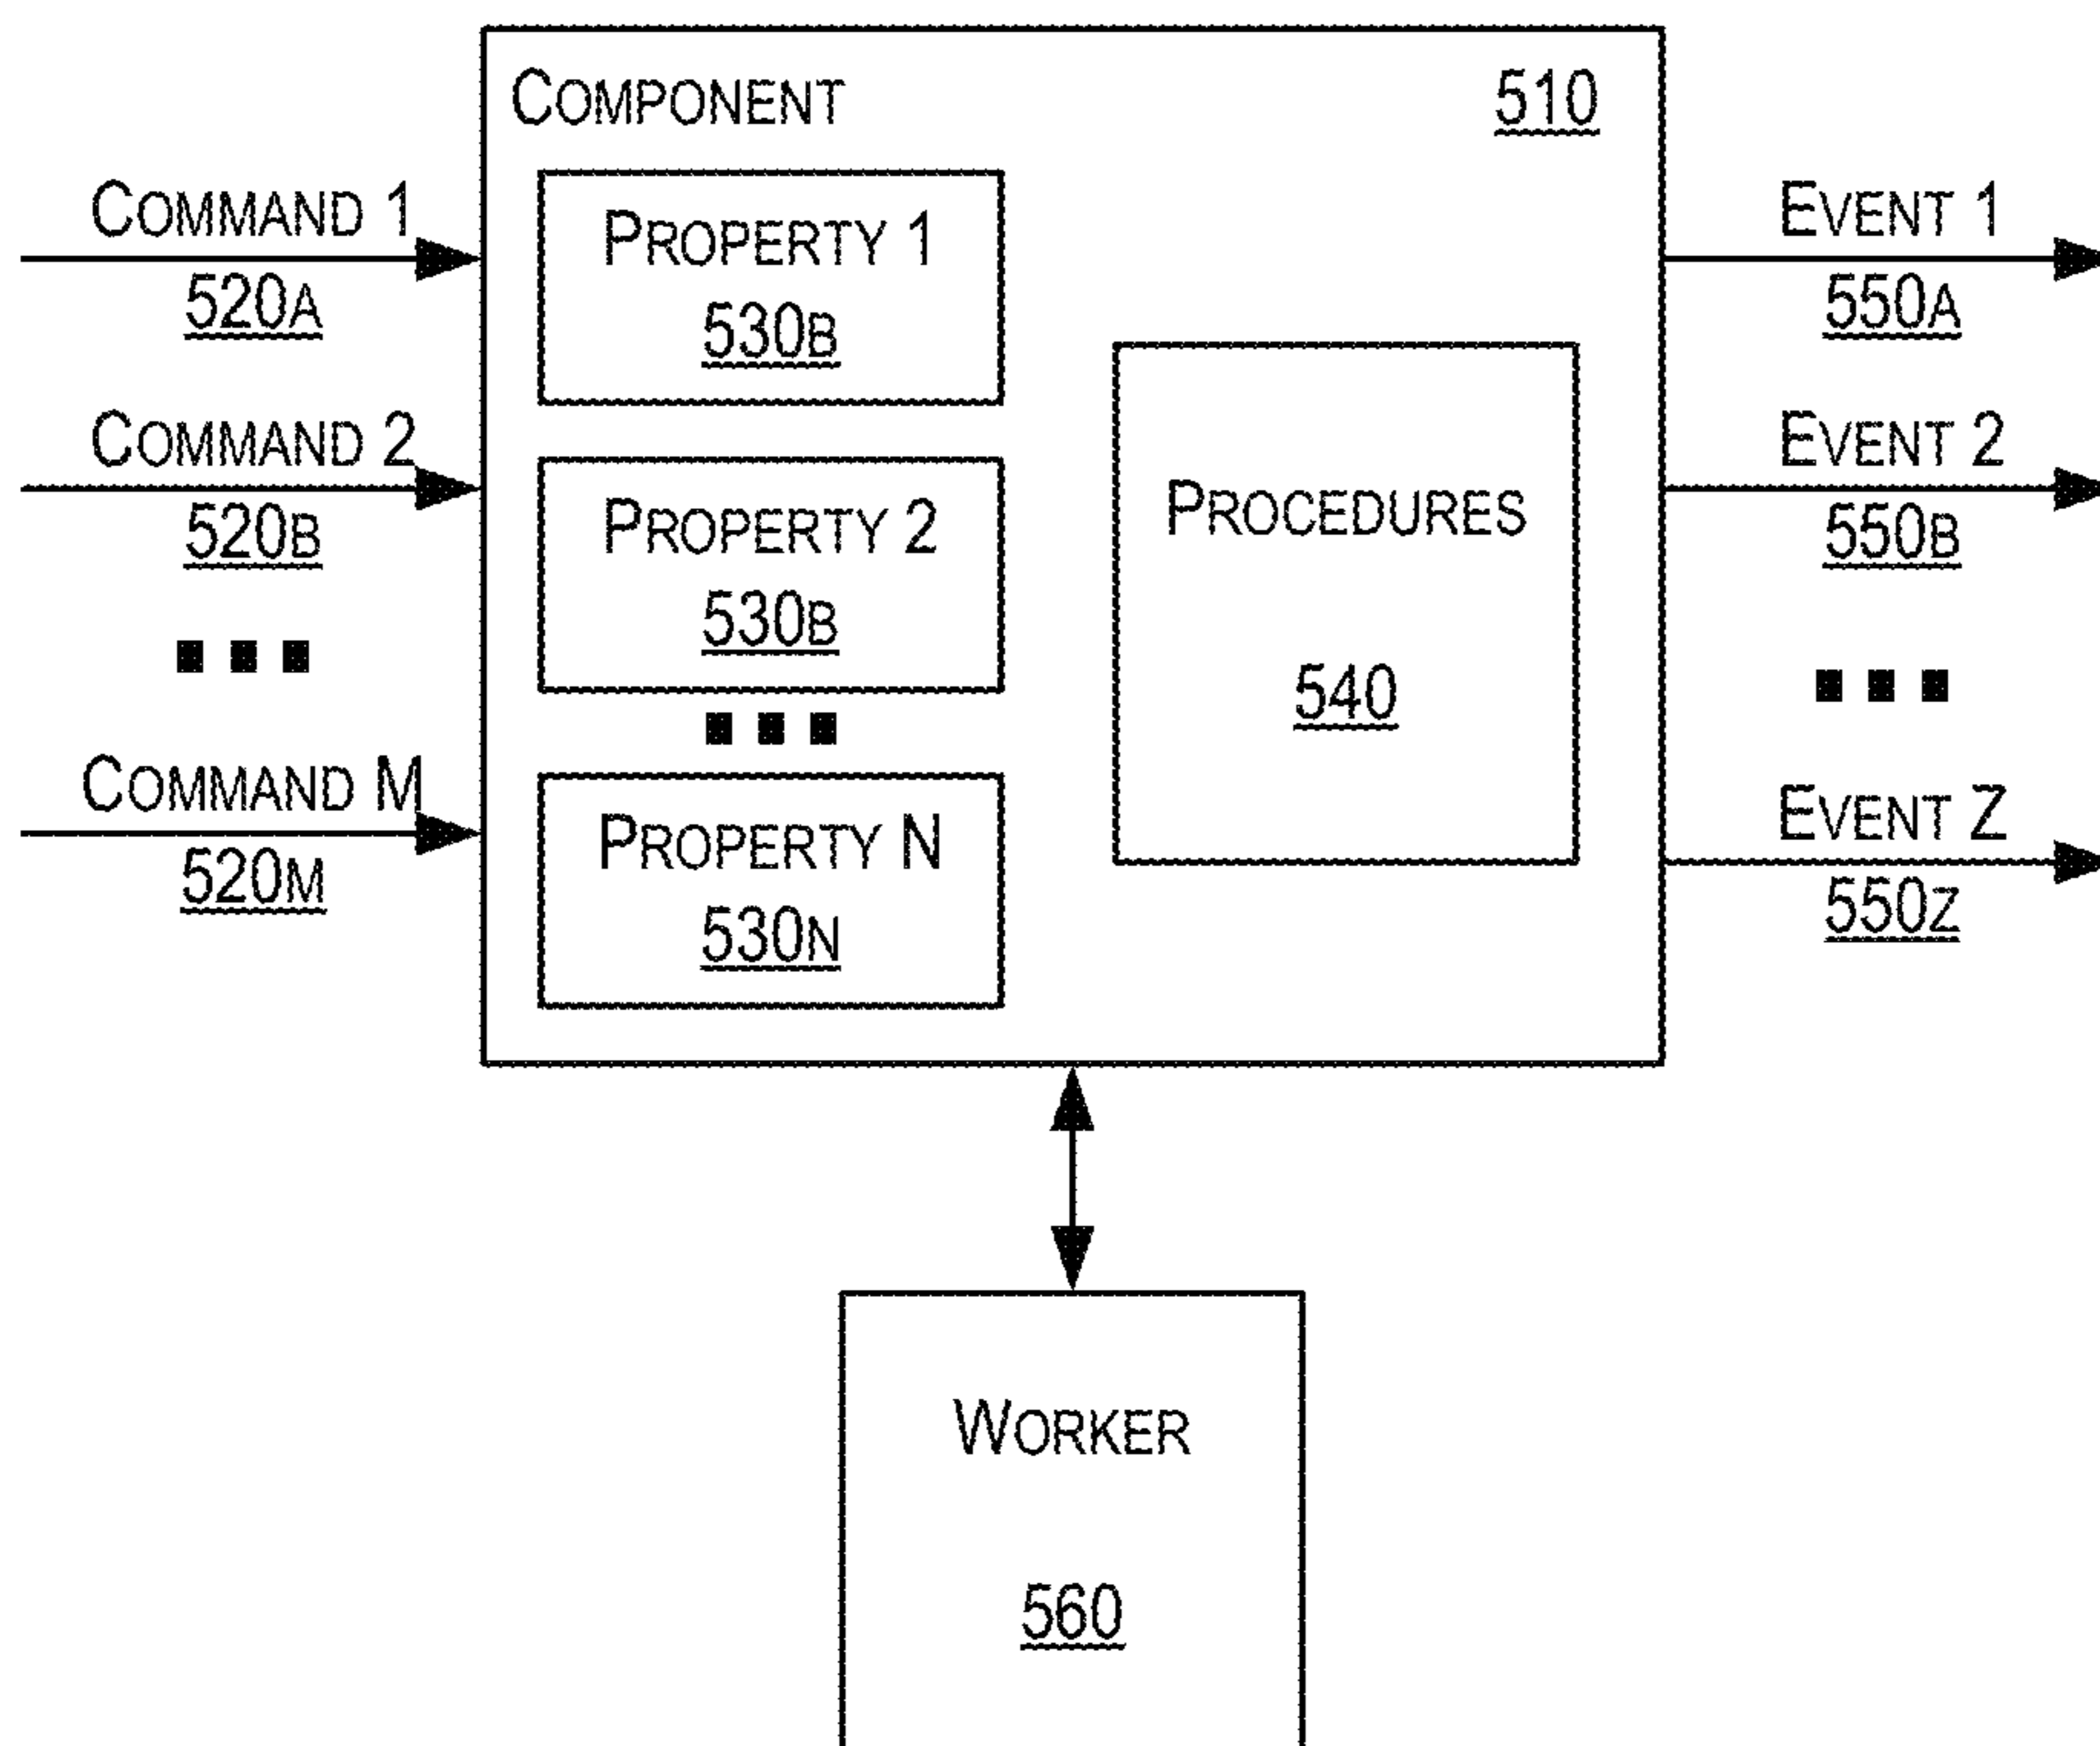 COMPONENT
510
COMMAND 1
520A
COMMAND 2
520B
COMMAND M
520M
PROPERTY 1
530B
PROPERTY 2
530B
PROPERTY N
530N
PROCEDURES
540
EVENT 1
550A
EVENT 2
550B
EVENT Z
550Z
WORKER
560